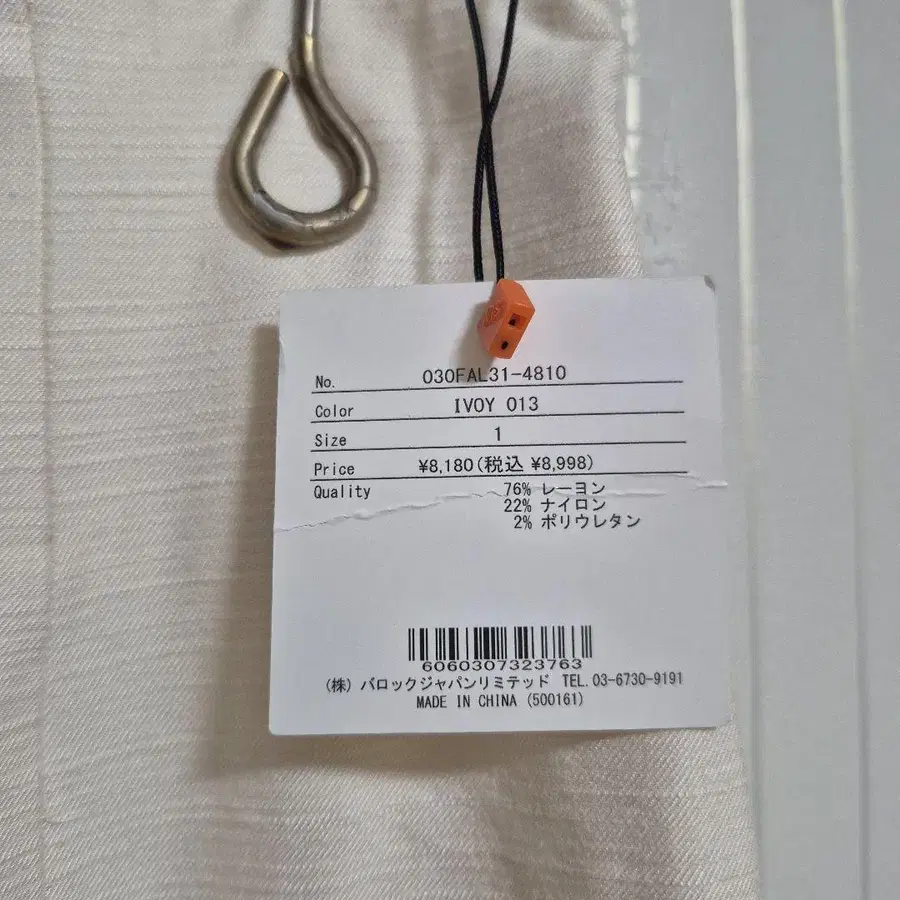 No. 030FAL31-4810
Color IVOY 013
Size 1
Price ¥8,180(税込 ¥8,998)
Quality 76% レーヨン
22% ナイロン
2% ポリウレタン
6060307323763
(株) バロックジャパンリミテッド TEL. 03-6730-9191
MADE IN CHINA (500161)